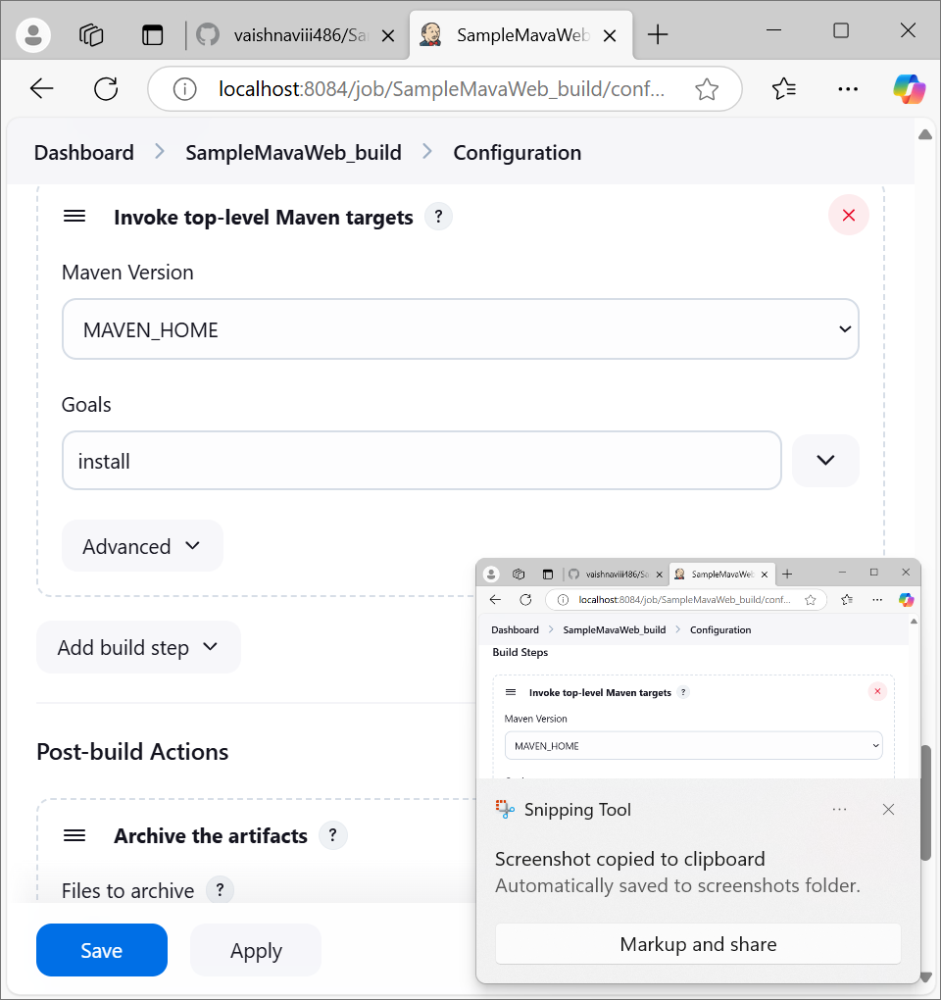 vaishnaviii486/Sa
SampleMavaWeb
localhost:8084/job/SampleMavaWeb_build/conf...
Dashboard > SampleMavaWeb_build > Configuration
Invoke top-level Maven targets ?
Maven Version
MAVEN_HOME
Goals
install
Advanced
Add build step
Post-build Actions
Archive the artifacts ?
Files to archive ?
Save Apply
vaishnaviii486/Sa
SampleMavaWeb
localhost:8084/job/SampleMavaWeb_build/conf...
Dashboard > SampleMavaWeb_build > Configuration
Build Steps
Invoke top-level Maven targets ?
Maven Version
MAVEN_HOME
Snipping Tool
Screenshot copied to clipboard
Automatically saved to screenshots folder.
Markup and share